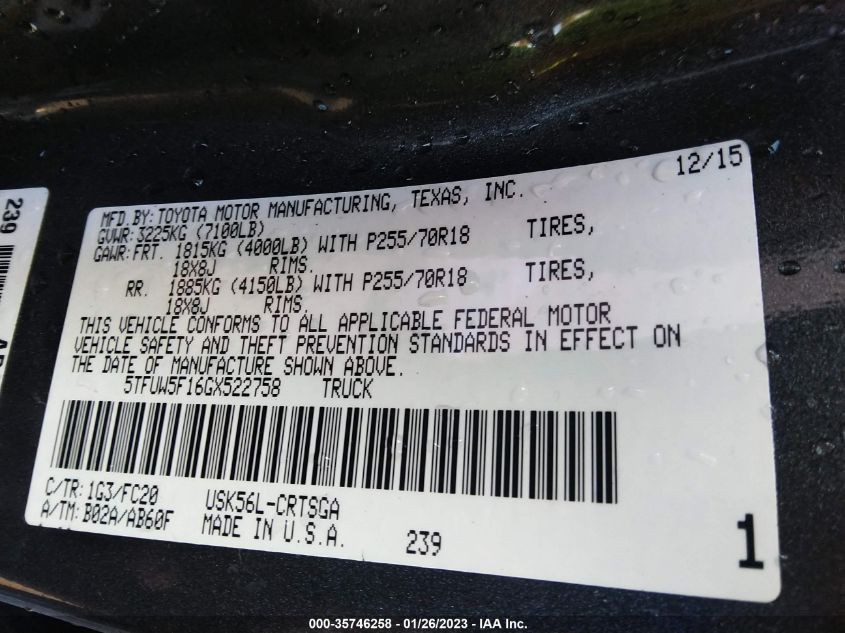 12/15
MFD.BY:TOYOTA MOTOR MANUFACTURING, TEXAS, INC.
GVWR:3225KG (7100LB)
GAWR:FRT. 1815KG (4000LB) WITH P255/70R18 TIRES,
18X8J RIMS.
RR. 1885KG (4150LB) WITH P255/70R18 TIRES,
18X8J RIMS.
THIS VEHICLE CONFORMS TO ALL APPLICABLE FEDERAL MOTOR
VEHICLE SAFETY AND THEFT PREVENTION STANDARDS IN EFFECT ON
THE DATE OF MANUFACTURE SHOWN ABOVE.
5TFUW5F16GX522758 TRUCK
C/TR:1G3/FC20 USK56L-CRTSGA
A/TM:B02A/AB60F MADE IN U.S.A. 239
1
239
000-35746258 - 01/26/2023 - IAA Inc.